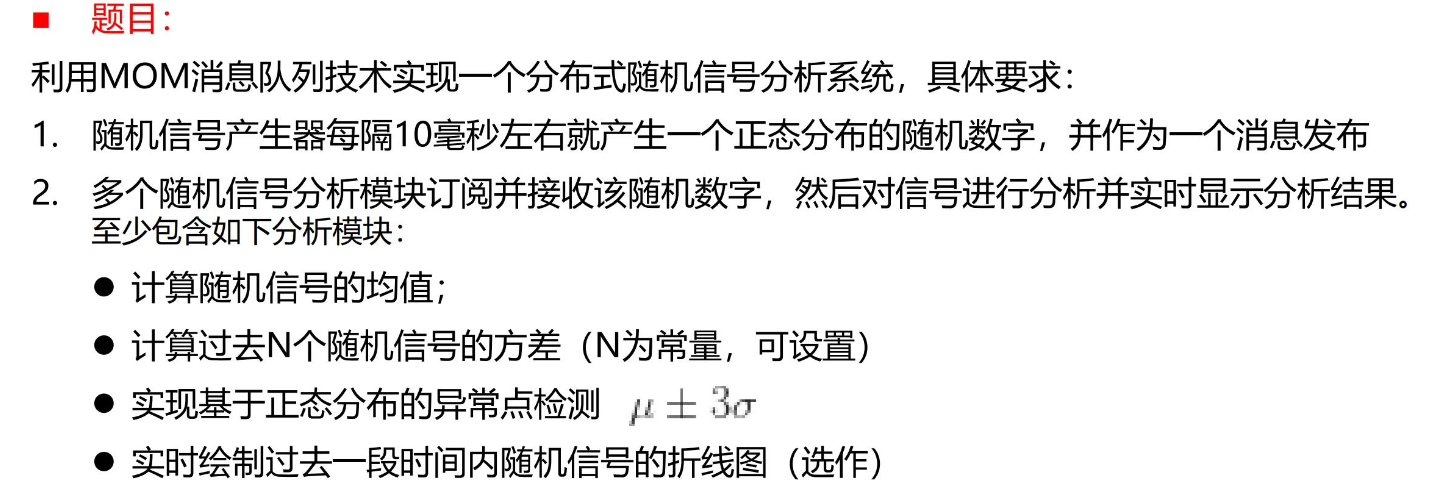 ■ 题目：
利用MOM消息队列技术实现一个分布式随机信号分析系统，具体要求：
1. 随机信号产生器每隔10毫秒左右就产生一个正态分布的随机数字，并作为一个消息发布
2. 多个随机信号分析模块订阅并接收该随机数字，然后对信号进行分析并实时显示分析结果。
至少包含如下分析模块：
● 计算随机信号的均值；
● 计算过去N个随机信号的方差（N为常量，可设置）
● 实现基于正态分布的异常点检测 μ ± 3σ
● 实时绘制过去一段时间内随机信号的折线图（选作）